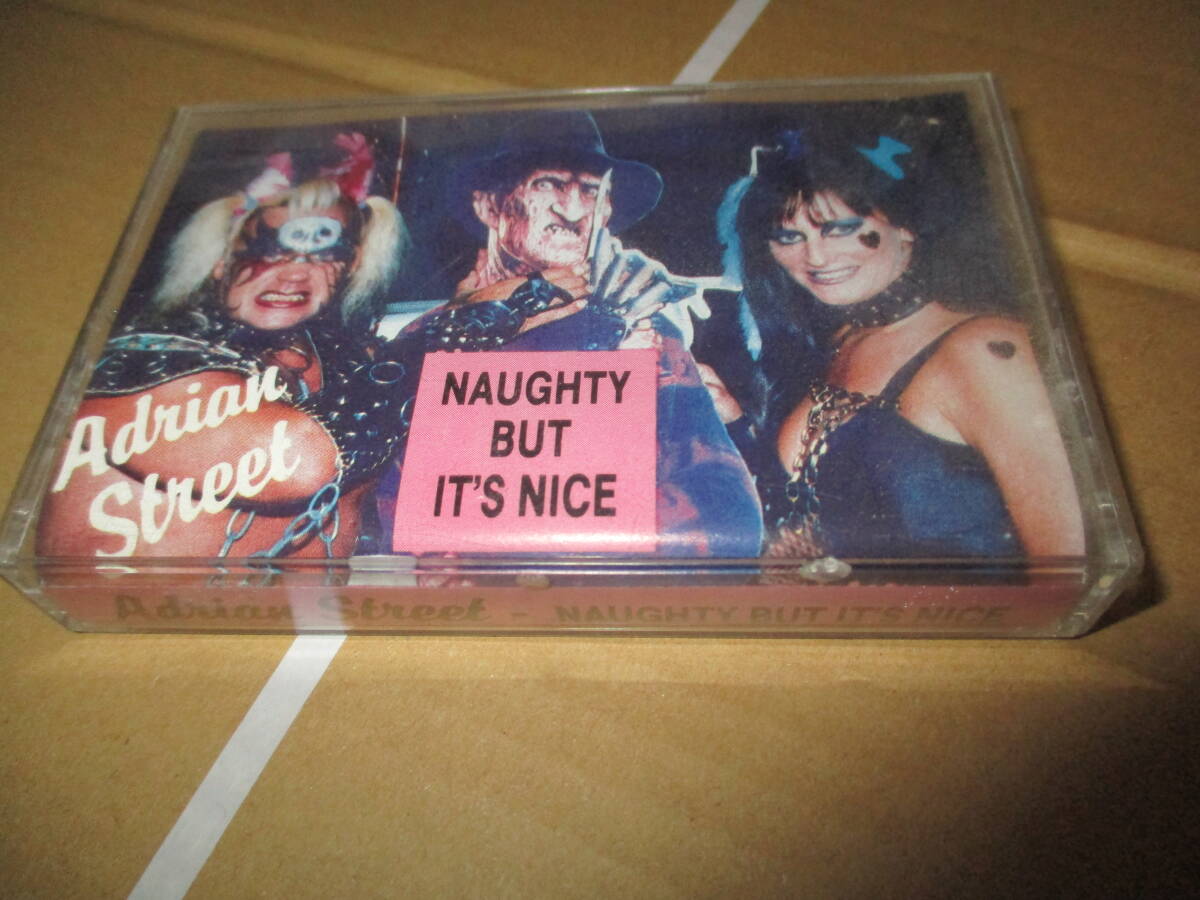 Adrian
Street
NAUGHTY
BUT
IT'S NICE
Adrian Street - NAUGHTY BUT IT'S NICE